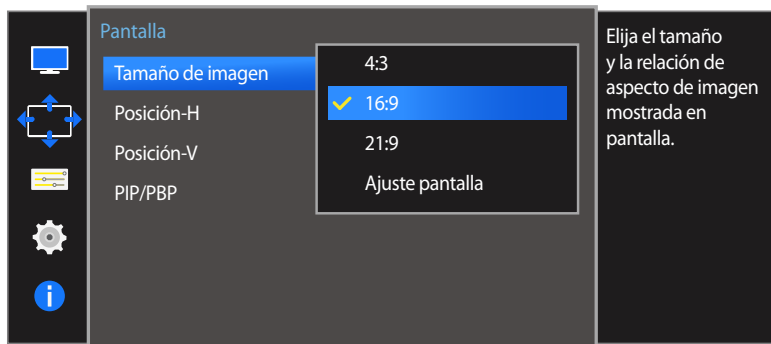 Pantalla
Tamaño de imagen
Posición-H
Posición-V
PIP/PBP
4:3
16:9
21:9
Ajuste pantalla
Elija el tamaño
y la relación de
aspecto de imagen
mostrada en
pantalla.